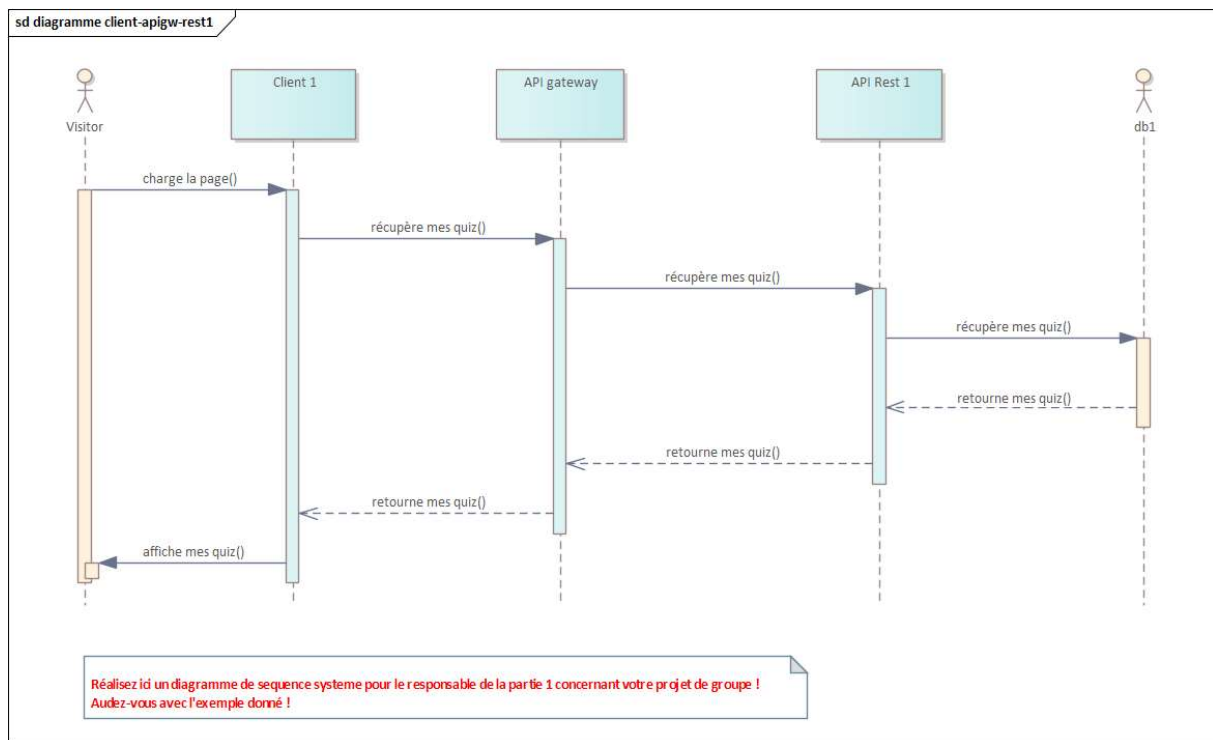 sd diagramme client-apigw-rest1
Visitor
Client 1
API gateway
API Rest 1
db1
charge la page()
récupère mes quiz()
récupère mes quiz()
récupère mes quiz()
retourne mes quiz()
retourne mes quiz()
retourne mes quiz()
affiche mes quiz()
Réalisez ici un diagramme de sequence systeme pour le responsable de la partie 1 concernant votre projet de groupe !
Audez-vous avec l'exemple donné !